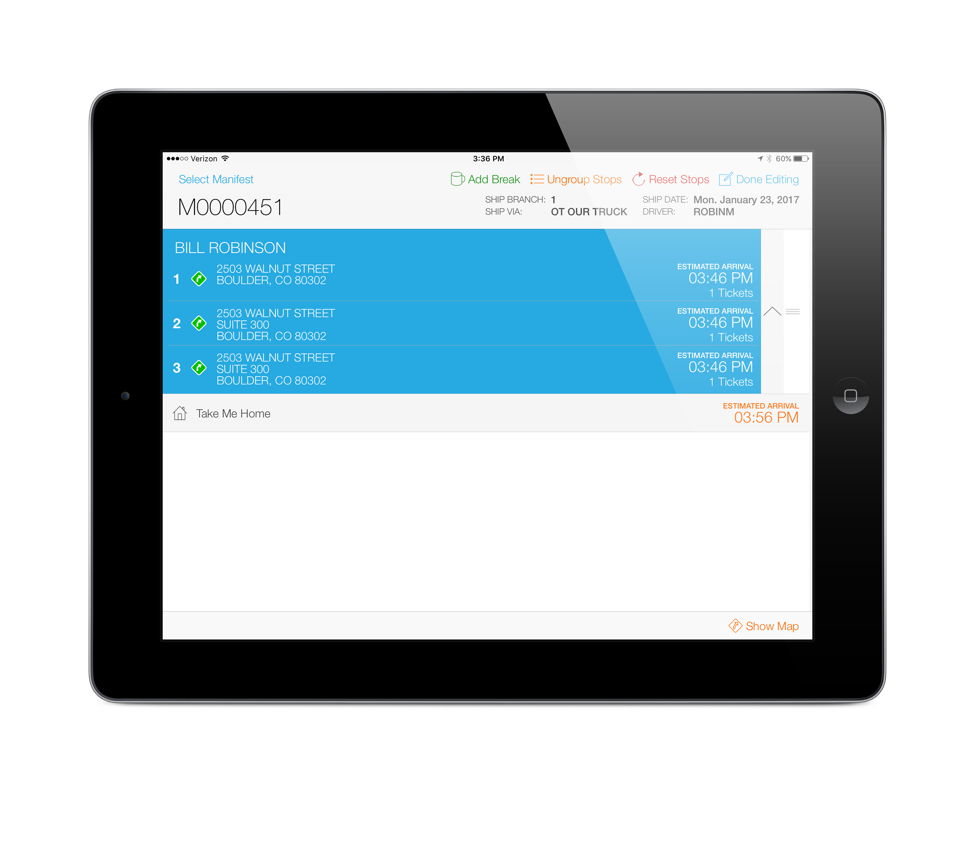 Verizon 3:36 PM 60%
Select Manifest Add Break Ungroup Stops Reset Stops Done Editing
M0000451
SHIP BRANCH: 1 SHIP DATE: Mon. January 23, 2017
SHIP VIA: OT OUR TRUCK DRIVER: ROBINM
BILL ROBINSON
1 2503 WALNUT STREET
BOULDER, CO 80302
ESTIMATED ARRIVAL
03:46 PM
1 Tickets
2 2503 WALNUT STREET
SUITE 300
BOULDER, CO 80302
ESTIMATED ARRIVAL
03:46 PM
1 Tickets
3 2503 WALNUT STREET
SUITE 300
BOULDER, CO 80302
ESTIMATED ARRIVAL
03:46 PM
1 Tickets
Take Me Home
ESTIMATED ARRIVAL
03:56 PM
Show Map